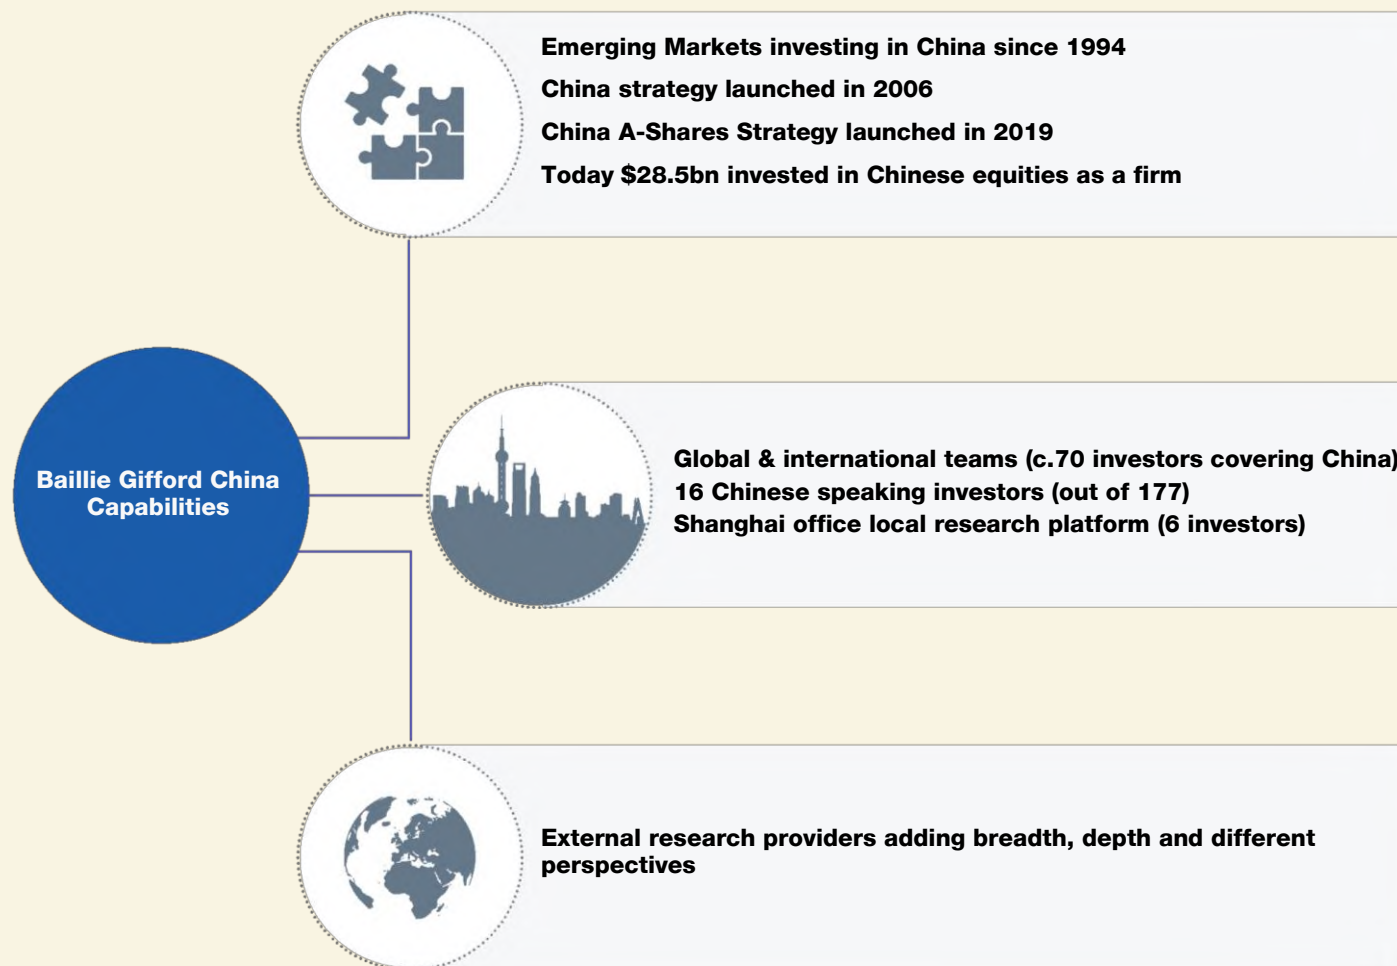 Emerging Markets investing in China since 1994
China strategy launched in 2006
China A-Shares Strategy launched in 2019
Today $28.5bn invested in Chinese equities as a firm
Baillie Gifford China
Capabilities
Global & international teams (c.70 investors covering China)
16 Chinese speaking investors (out of 177)
Shanghai office local research platform (6 investors)
External research providers adding breadth, depth and different
perspectives